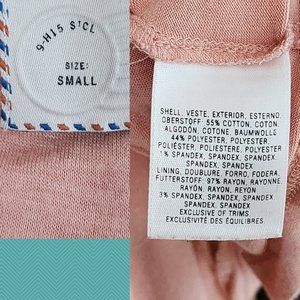 9-H15 STCL
SIZE:
SMALL
SHELL, VESTE, EXTERIOR, ESTERNO,
OBERSTOFF: 55% COTTON, COTON,
ALGODÓN, COTONE, BAUMWOLLE
44% POLYESTER, POLYESTER,
POLIÉSTER, POLIESTERE, POLYESTER
1% SPANDEX, SPANDEX, SPANDEX
SPANDEX, SPANDEX
LINING, DOUBLURE, FORRO, FODERA,
FUTTERSTOFF: 97% RAYON, RAYONNE,
RAYÓN, RAYON, REYON
3% SPANDEX, SPANDEX, SPANDEX
SPANDEX, SPANDEX
EXCLUSIVE OF TRIMS.
EXCLUSIVITÉ DES ÉQUILIBRES.